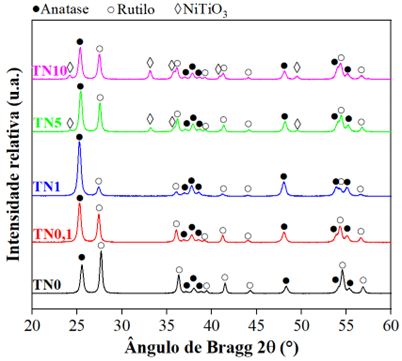 ● Anatase ○ Rutilo ◇ NiTiO₃
TN10
TN5
TN1
TN0,1
TN0
Intensidade relativa (u.a.)
20 25 30 35 40 45 50 55 60
Ângulo de Bragg 2θ (°)